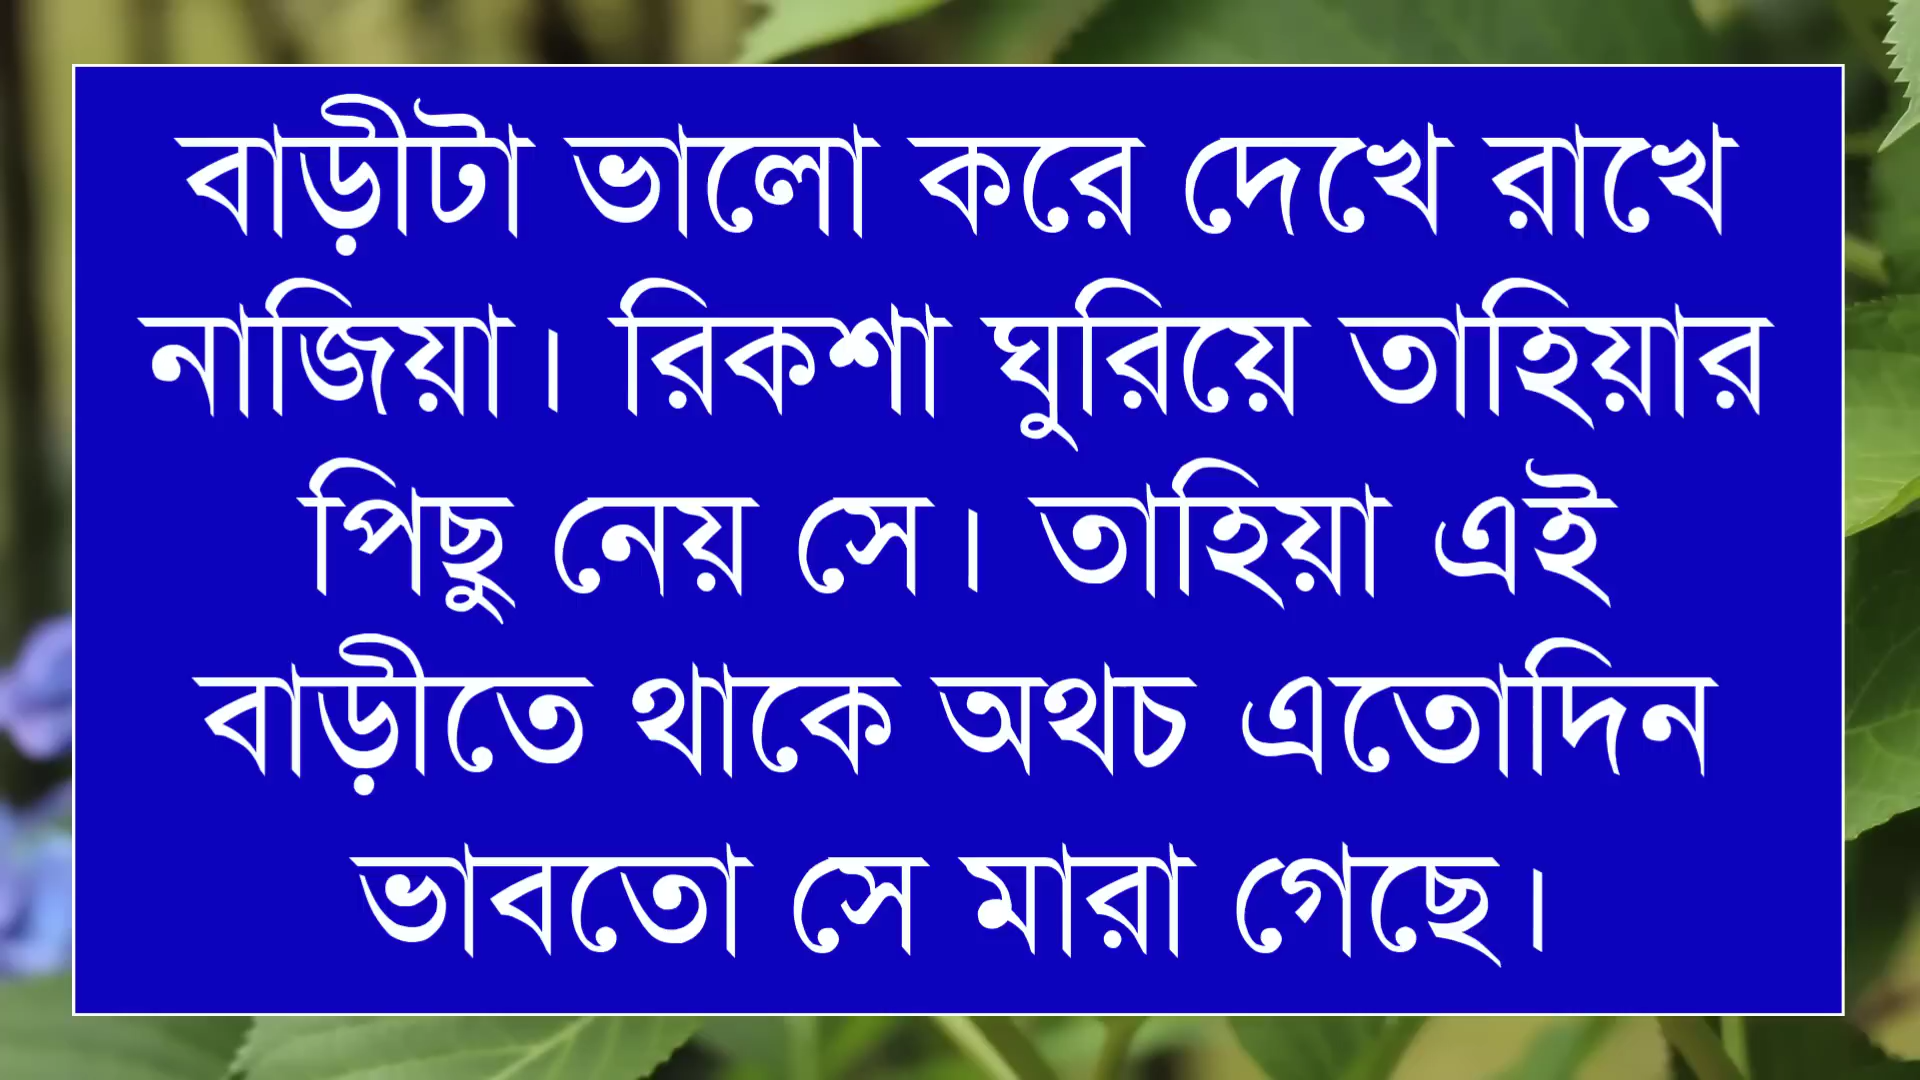 বাড়ীটা ভালো করে দেখে রাখে
নাজিয়া। রিকশা ঘুরিয়ে তাহিয়ার
পিছু নেয় সে। তাহিয়া এই
বাড়ীতে থাকে অথচ এতোদিন
ভাবতো সে মারা গেছে।